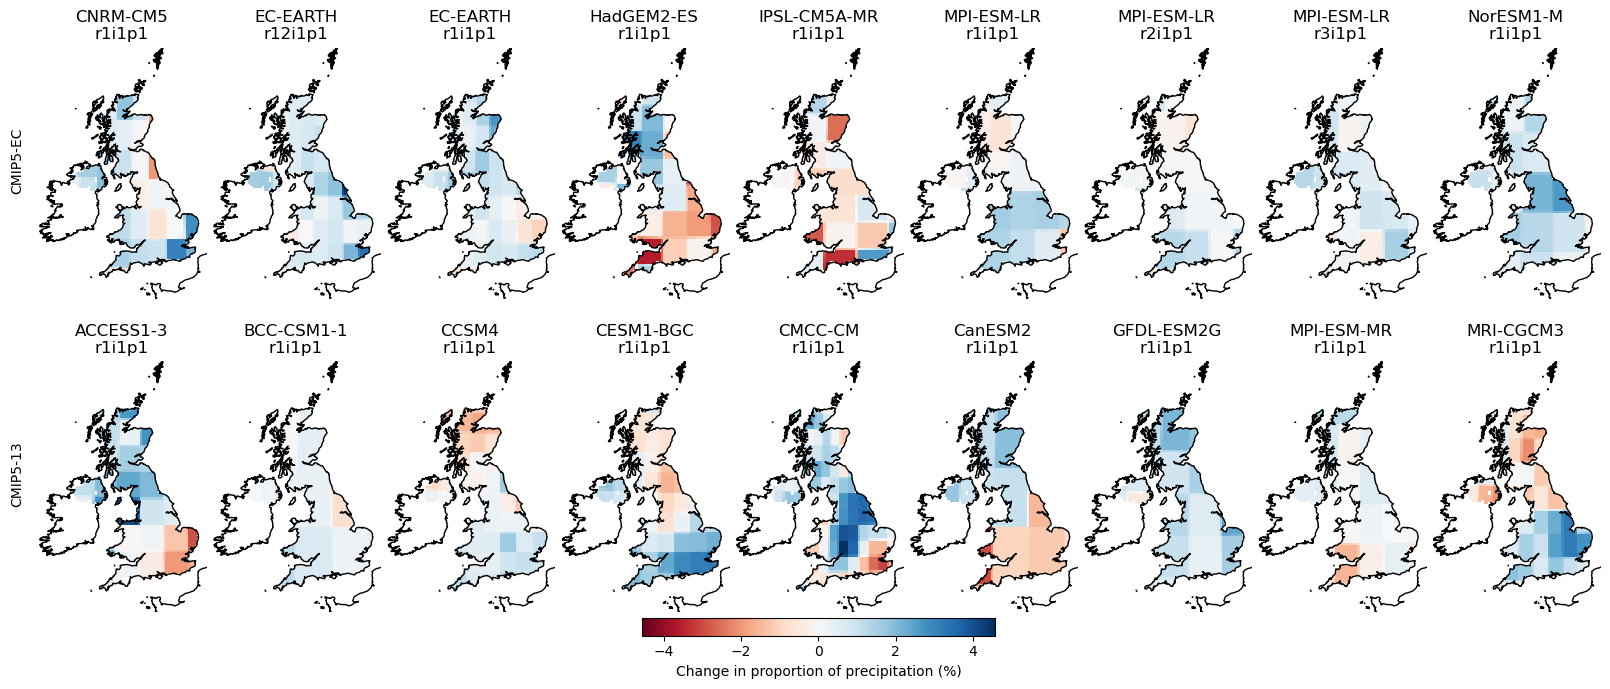 CNRM-CM5
r1i1p1
EC-EARTH
r12i1p1
EC-EARTH
r1i1p1
HadGEM2-ES
r1i1p1
IPSL-CM5A-MR
r1i1p1
MPI-ESM-LR
r1i1p1
MPI-ESM-LR
r2i1p1
MPI-ESM-LR
r3i1p1
NorESM1-M
r1i1p1
CMIP5-EC
ACCESS1-3
r1i1p1
BCC-CSM1-1
r1i1p1
CCSM4
r1i1p1
CESM1-BGC
r1i1p1
CMCC-CM
r1i1p1
CanESM2
r1i1p1
GFDL-ESM2G
r1i1p1
MPI-ESM-MR
r1i1p1
MRI-CGCM3
r1i1p1
CMIP5-13
−4 −2 0 2 4
Change in proportion of precipitation (%)